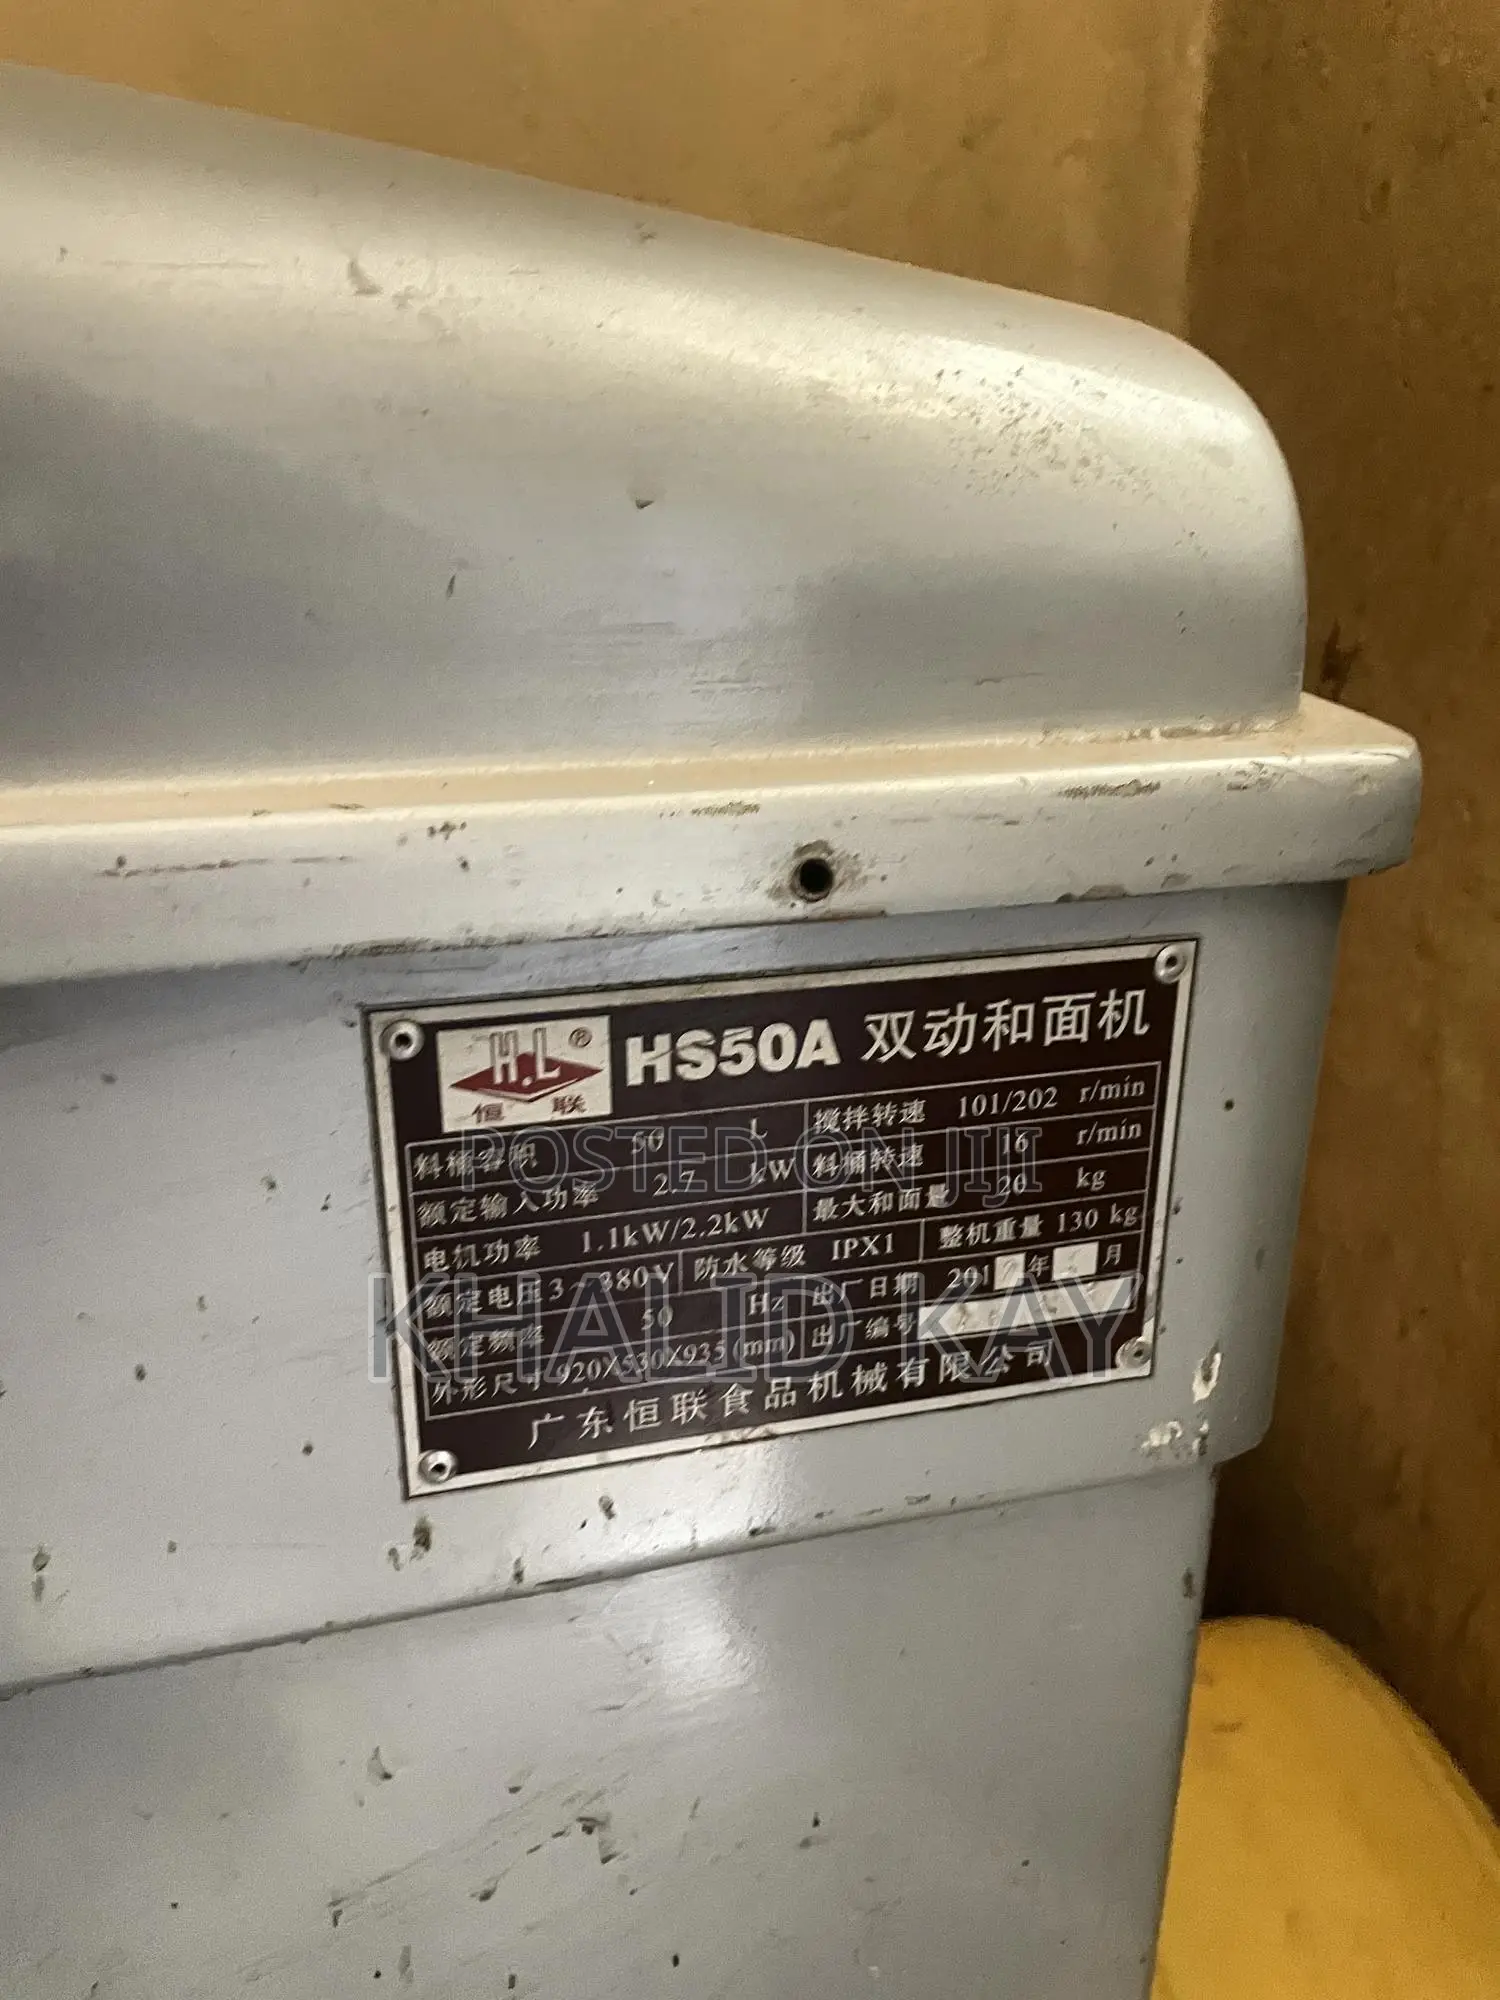 H.L ®
恒 联
HS50A 双动和面机
料桶容积 50 L 搅拌转速 101/202 r/min
额定输入功率 2.7 kW 料桶转速 16 r/min
电机功率 1.1kW/2.2kW 最大和面量 20 kg
额定电压 3~380V 防水等级 IPX1 整机重量 130 kg
额定频率 50 Hz 出厂日期 201 年 月
外形尺寸 920X530X935(mm) 出厂编号
广东恒联食品机械有限公司
POSTED ON JIJI
KHALID KAY